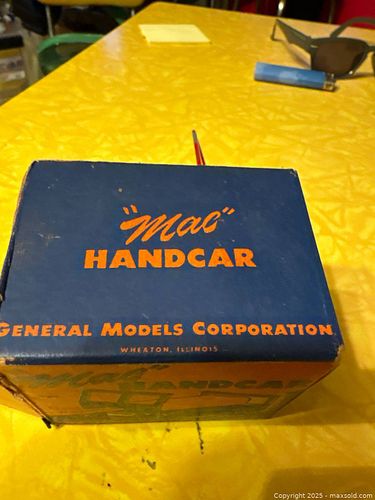 "Mac"
HANDCAR
GENERAL MODELS CORPORATION
WHEATON, ILLINOIS
"Mac" HANDCAR
Copyright © 2025 - maxsold.com